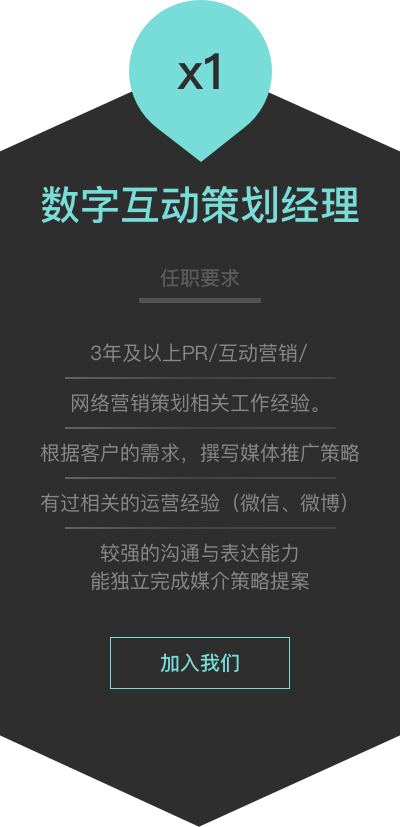 x1
数字互动策划经理
任职要求
3年及以上PR/互动营销/
网络营销策划相关工作经验。
根据客户的需求，撰写媒体推广策略
有过相关的运营经验（微信、微博）
较强的沟通与表达能力
能独立完成媒介策略提案
加入我们